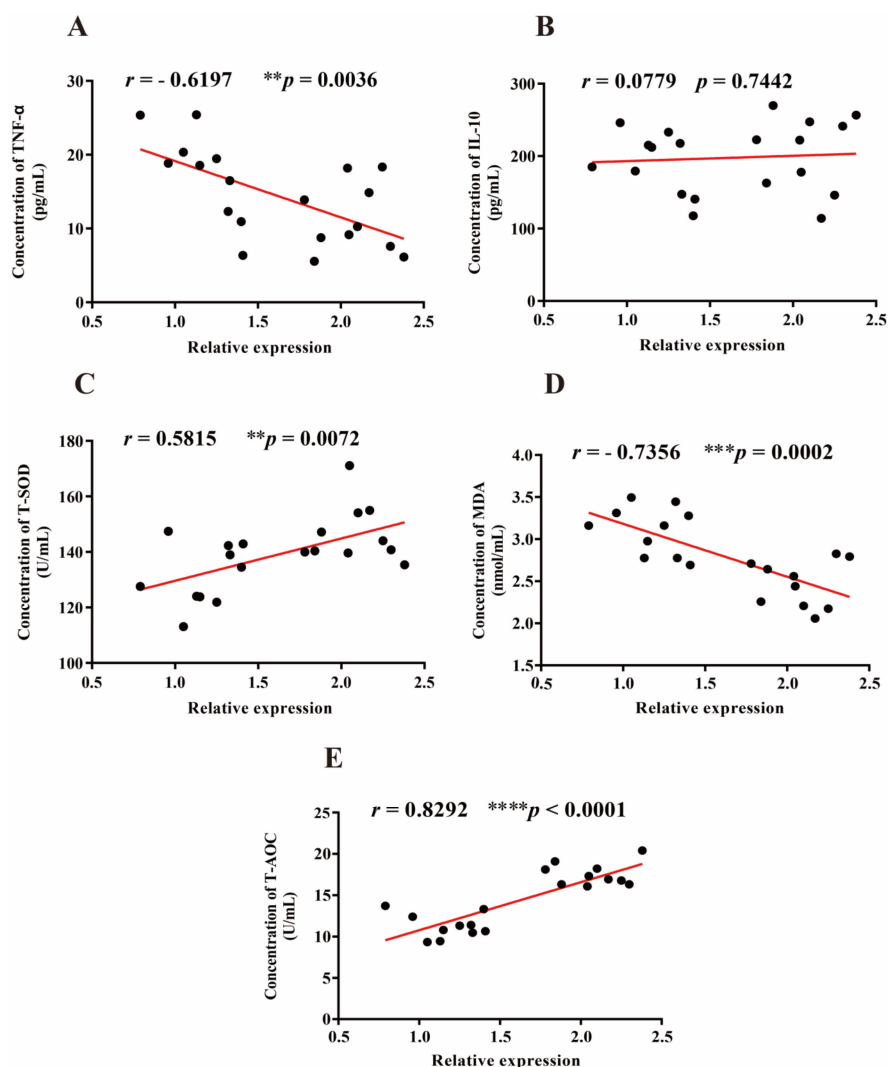 A
r = - 0.6197 **p = 0.0036
Concentration of TNF-α
(pg/mL)
30
20
10
0
0.5 1.0 1.5 2.0 2.5
Relative expression
B
r = 0.0779 p = 0.7442
Concentration of IL-10
(pg/mL)
300
200
100
0
0.5 1.0 1.5 2.0 2.5
Relative expression
C
r = 0.5815 **p = 0.0072
Concentration of T-SOD
(U/mL)
180
160
140
120
100
0.5 1.0 1.5 2.0 2.5
Relative expression
D
r = - 0.7356 ***p = 0.0002
Concentration of MDA
(nmol/mL)
4.0
3.5
3.0
2.5
2.0
1.5
0.5 1.0 1.5 2.0 2.5
Relative expression
E
r = 0.8292 ****p < 0.0001
Concentration of T-AOC
(U/mL)
25
20
15
10
5
0
0.5 1.0 1.5 2.0 2.5
Relative expression